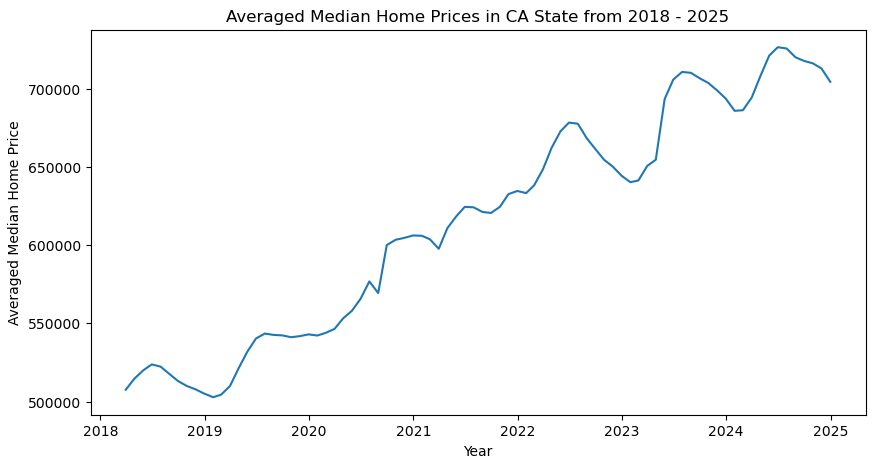 Averaged Median Home Prices in CA State from 2018 - 2025
Averaged Median Home Price
700000
650000
600000
550000
500000
2018 2019 2020 2021 2022 2023 2024 2025
Year